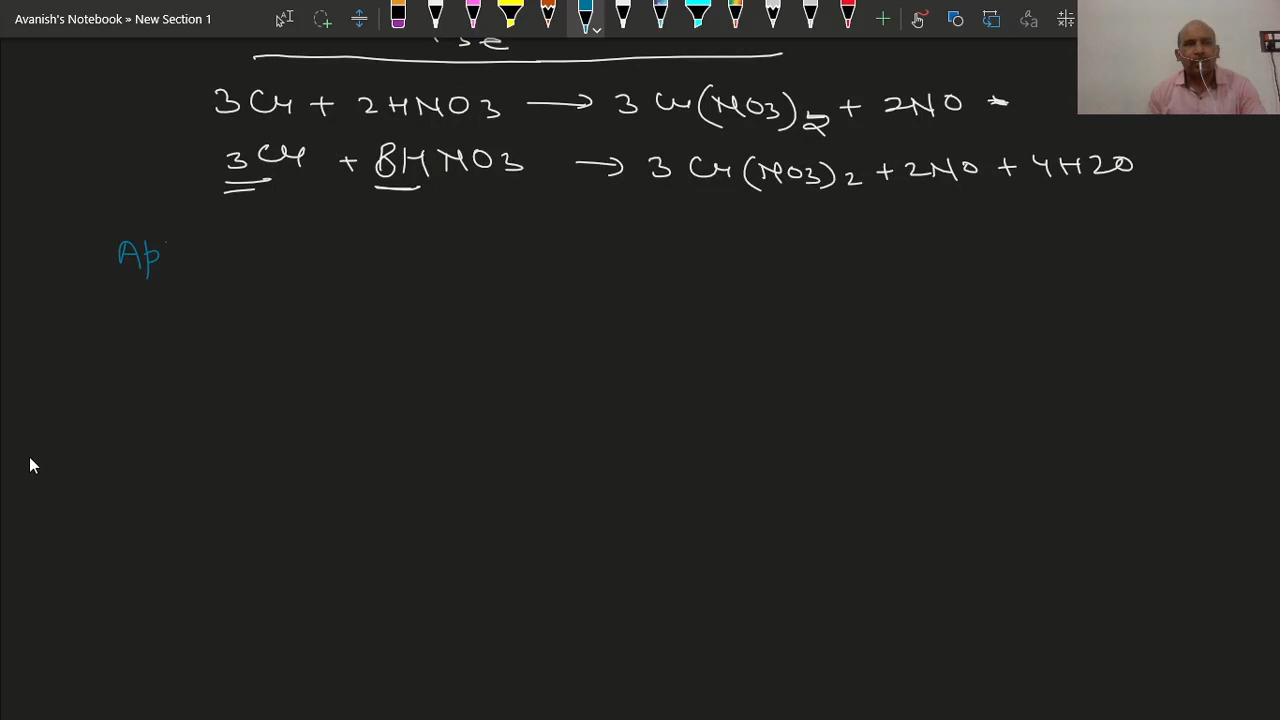 Avanish's Notebook » New Section 1
3Cu + 2HNO3 → 3Cu(NO3)2 + 2NO
3Cu + 8HNO3 → 3Cu(NO3)2 + 2NO + 4H2O
Ap